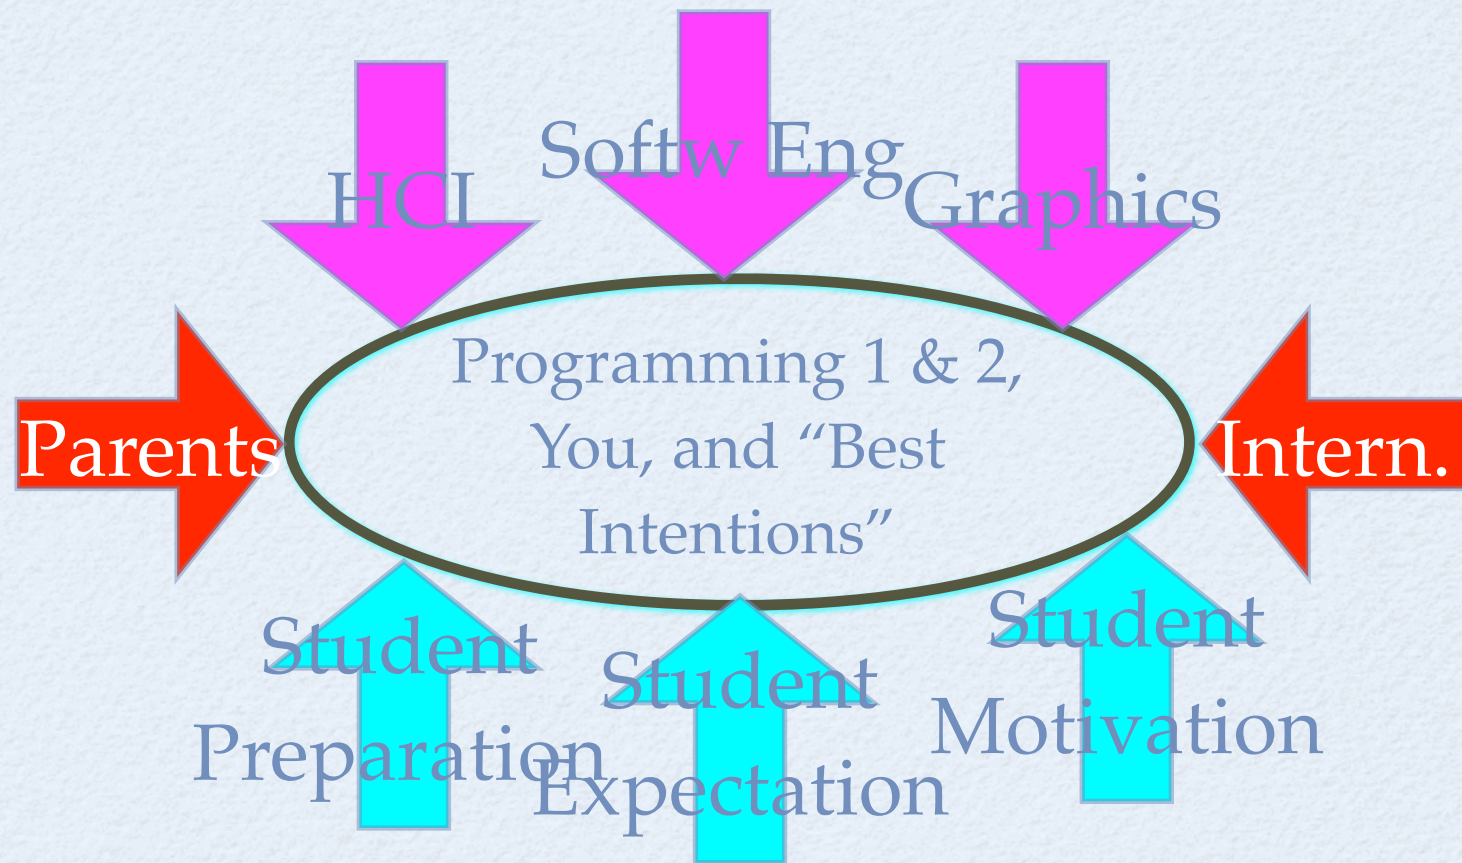 Softw Eng
HCI
Graphics
Programming 1 & 2,
You, and “Best
Intentions”
Parents
Intern.
Student
Preparation
Student
Expectation
Student
Motivation